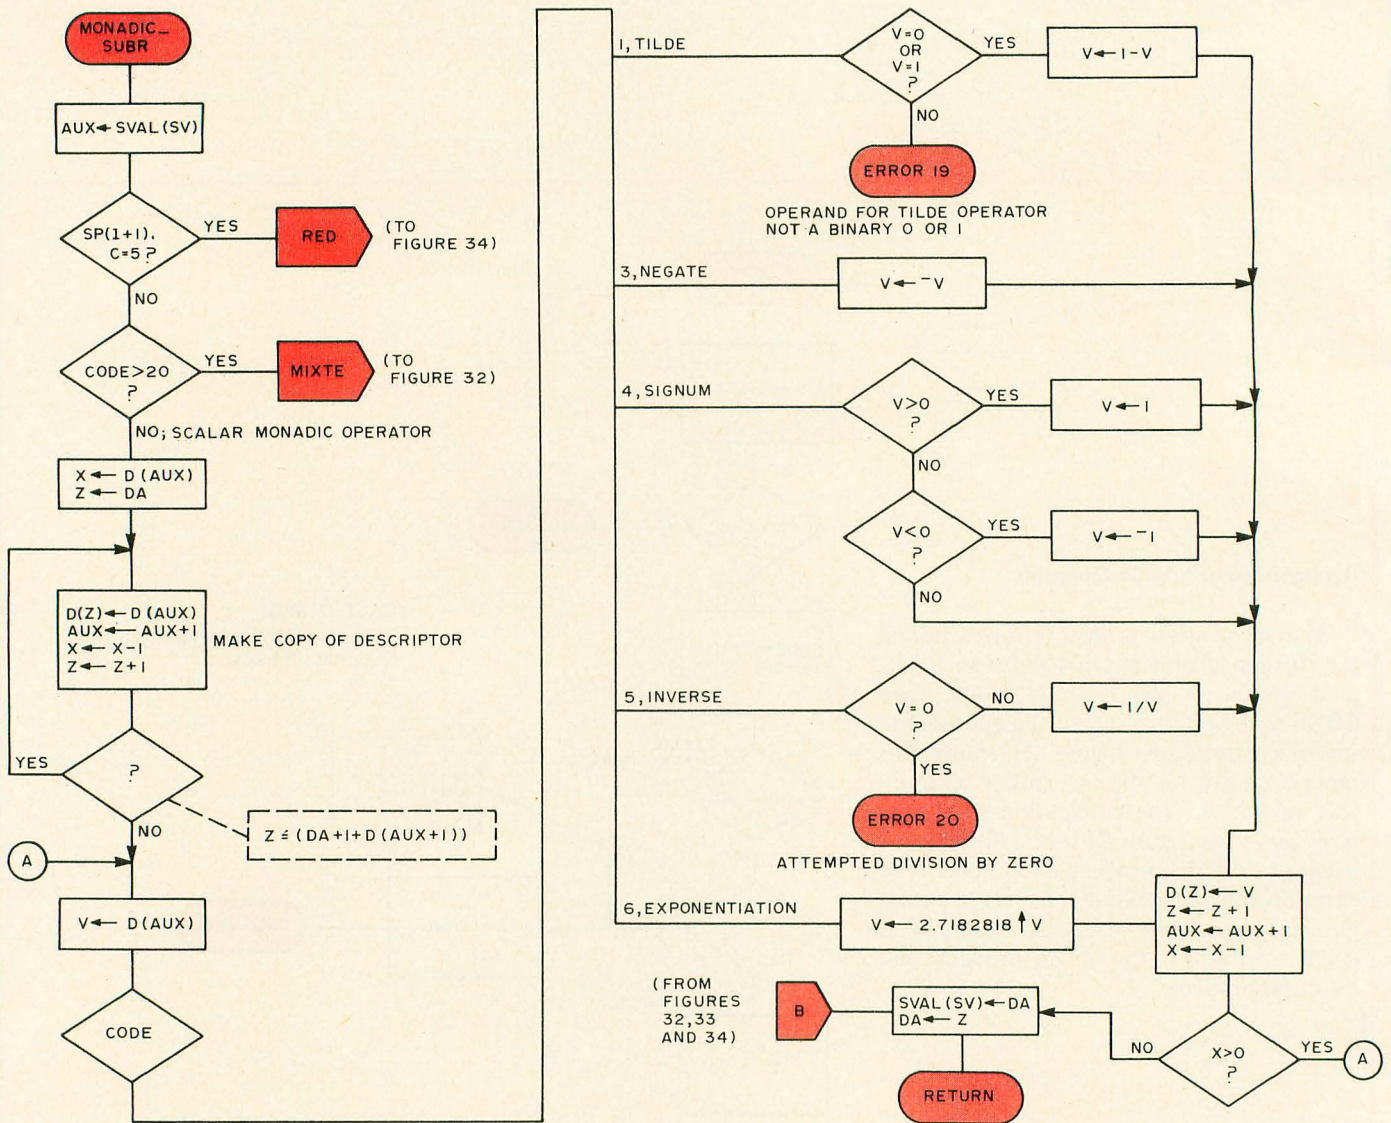 MONADIC_
SUBR
AUX←SVAL(SV)
SP(1+1).
C=5?
YES
RED
(TO
FIGURE 34)
NO
CODE>20
?
YES
MIXTE
(TO
FIGURE 32)
NO; SCALAR MONADIC OPERATOR
X← D(AUX)
Z← DA
D(Z)← D(AUX)
AUX← AUX+1
X← X-1
Z← Z+1
MAKE COPY OF DESCRIPTOR
YES
?
NO
Z ≤ (DA+1+D(AUX+1))
A
V← D(AUX)
CODE
1, TILDE
V=0
OR
V=1
?
YES
V← 1-V
NO
ERROR 19
OPERAND FOR TILDE OPERATOR
NOT A BINARY 0 OR 1
3, NEGATE
V← ¯V
4, SIGNUM
V>0
?
YES
V← 1
NO
V<0
?
YES
V← ¯1
NO
5, INVERSE
V=0
?
NO
V← 1/V
YES
ERROR 20
ATTEMPTED DIVISION BY ZERO
6, EXPONENTIATION
V← 2.7182818↑V
D(Z)← V
Z← Z+1
AUX← AUX+1
X← X-1
(FROM
FIGURES
32,33
AND 34)
B
SVAL(SV)←DA
DA← Z
NO
X>0
?
YES
A
RETURN